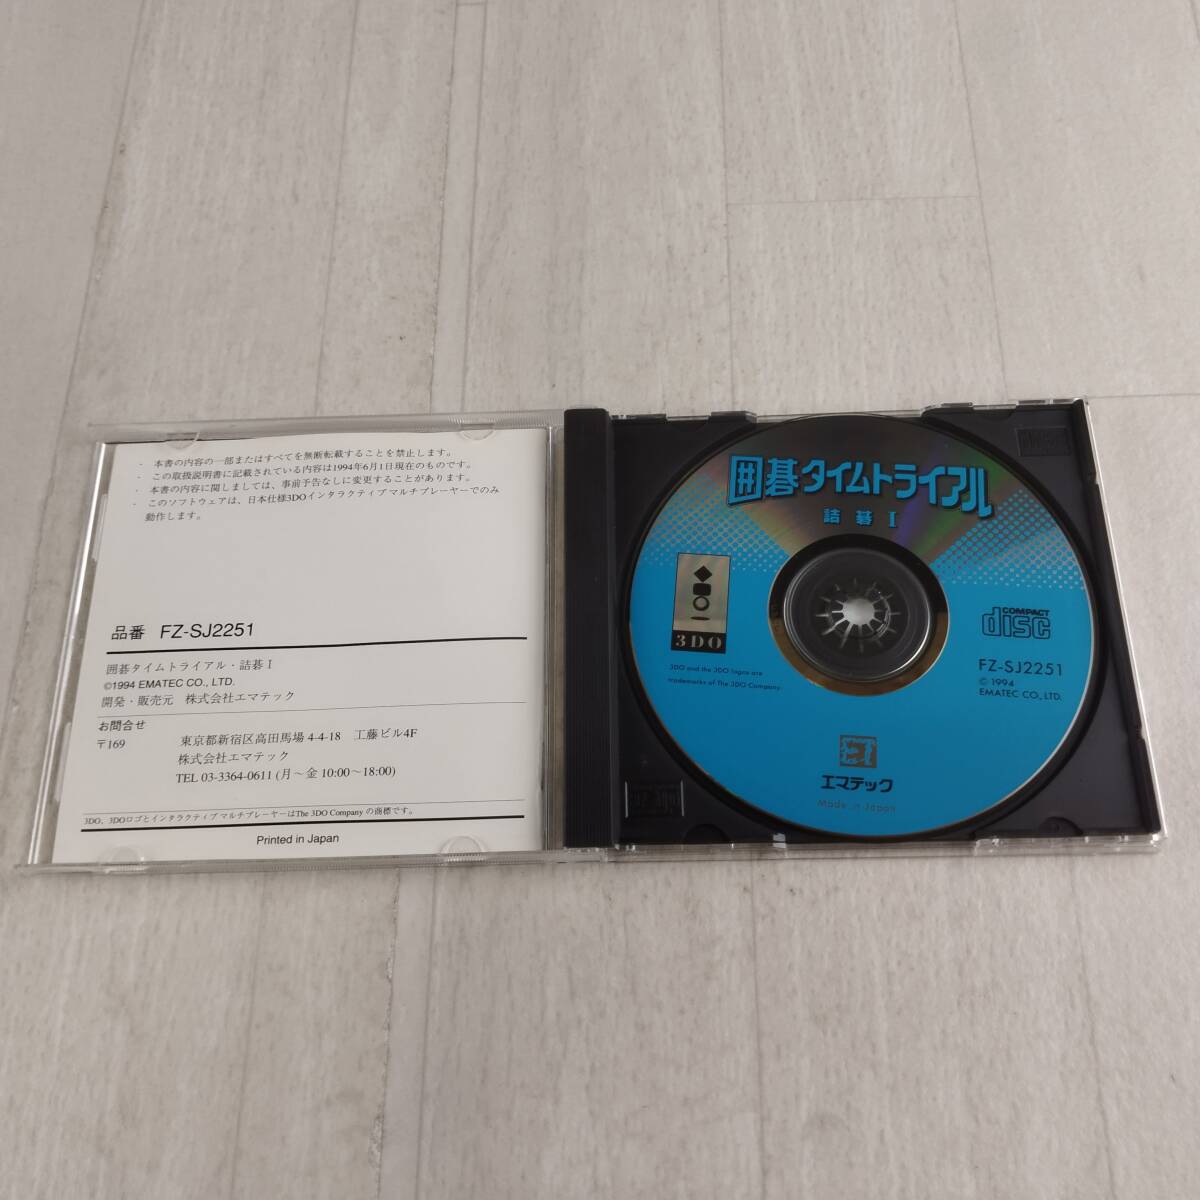 ・ 本書の内容の一部またはすべてを無断転載することを禁止します。
・ この取扱説明書に記載されている内容は1994年6月1日現在のものです。
・ 本書の内容に関しましては、事前予告なしに変更することがあります。
・ このソフトウェアは、日本仕様3DOインタラクティブ マルチプレーヤーでのみ
動作します。
品番 FZ-SJ2251
囲碁タイムトライアル・詰碁 I
©1994 EMATEC CO., LTD.
開発・販売元 株式会社エマテック
お問合せ
〒169 東京都新宿区高田馬場 4-4-18 工藤ビル4F
株式会社エマテック
TEL 03-3364-0611 (月～金 10:00～18:00)
3DO、3DOロゴとインタラクティブ マルチプレーヤーはThe 3DO Company の商標です。
Printed in Japan
囲碁タイムトライアル
詰碁 I
3DO
3DO and the 3DO logos are
trademarks of The 3DO Company
COMPACT
disc
FZ-SJ2251
© 1994
EMATEC CO., LTD.
エマテック
Made in Japan